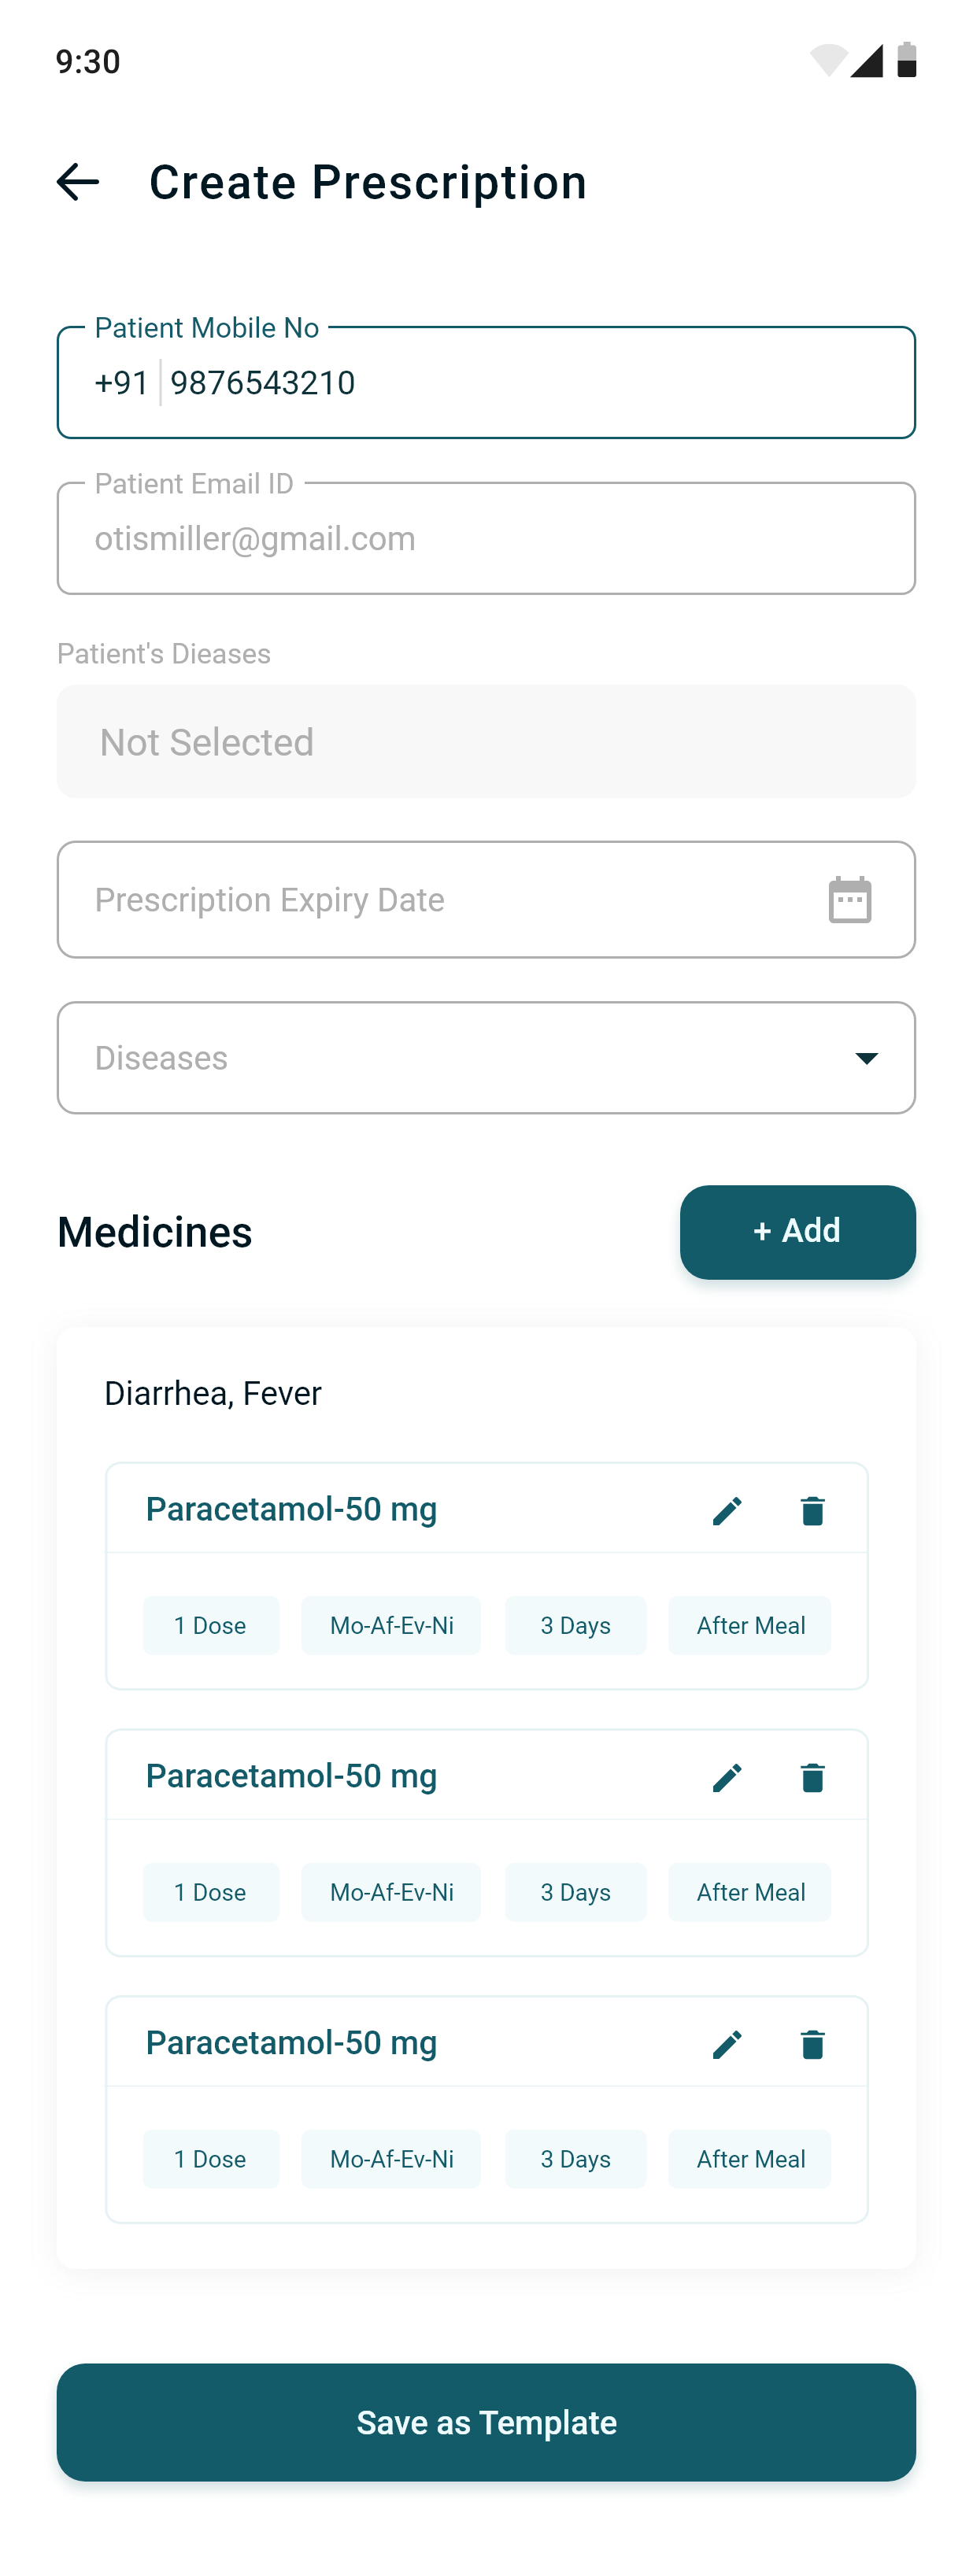 9:30
Create Prescription
Patient Mobile No
+91 9876543210
Patient Email ID
otismiller@gmail.com
Patient's Dieases
Not Selected
Prescription Expiry Date
Diseases
Medicines
+ Add
Diarrhea, Fever
Paracetamol-50 mg
1 Dose Mo-Af-Ev-Ni 3 Days After Meal
Paracetamol-50 mg
1 Dose Mo-Af-Ev-Ni 3 Days After Meal
Paracetamol-50 mg
1 Dose Mo-Af-Ev-Ni 3 Days After Meal
Save as Template